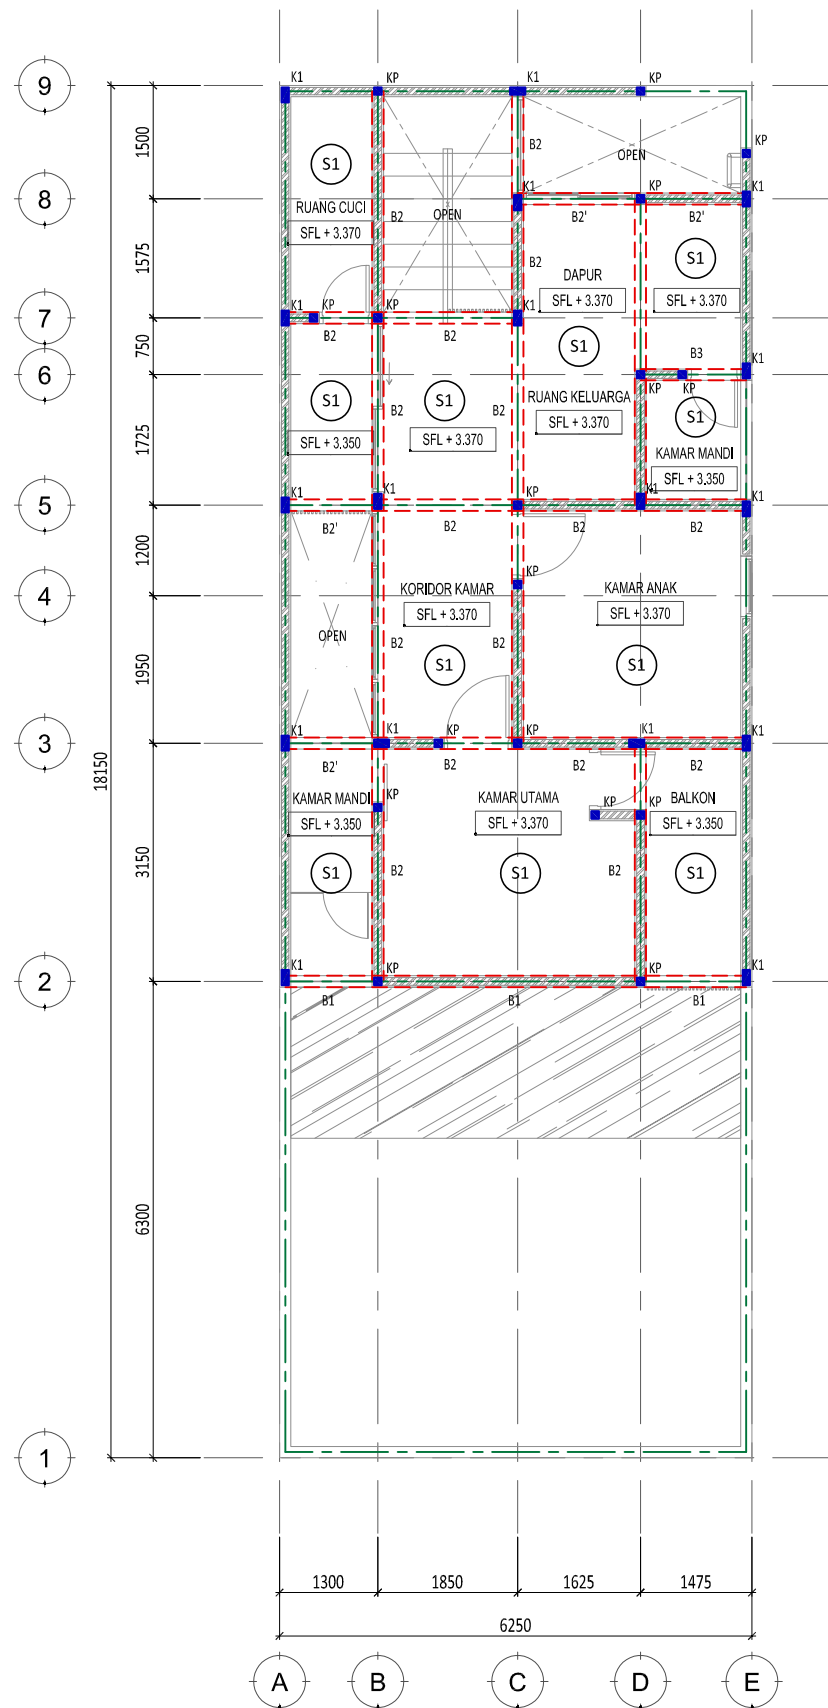 K1 KP K1 KP
9
1500
B2
KP
OPEN
S1
8
K1 KP K1
RUANG CUCI
B2 OPEN
B2' B2'
SFL + 3.370
1575
S1
B2
DAPUR
SFL + 3.370 SFL + 3.370
K1 KP KP K1
7
B2 B2
750
S1
B3 K1
6
KP KP
S1 S1
RUANG KELUARGA
S1
B2
SFL + 3.370
1725
SFL + 3.350 SFL + 3.370
KAMAR MANDI
SFL + 3.350
K1 K1 KP K1 K1
5
B2' B2 B2 B2
1200
KP
KORIDOR KAMAR KAMAR ANAK
4
SFL + 3.370 SFL + 3.370
OPEN
B2 B2
S1 S1
1950
K1 K1 KP KP K1 K1
3
B2' B2 B2 B2
18150
KAMAR MANDI KP KAMAR UTAMA KP KP BALKON
SFL + 3.350 SFL + 3.370 SFL + 3.350
3150
S1 B2 S1 B2 S1
K1 KP KP K1
2
B1 B1 B1
6300
1
1300 1850 1625 1475
6250
A B C D E